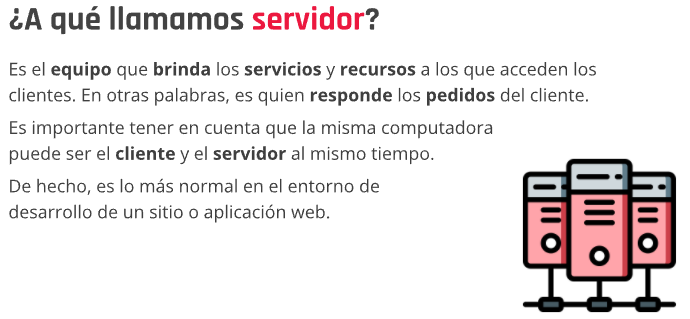 ¿A qué llamamos servidor?
Es el equipo que brinda los servicios y recursos a los que acceden los
clientes. En otras palabras, es quien responde los pedidos del cliente.
Es importante tener en cuenta que la misma computadora
puede ser el cliente y el servidor al mismo tiempo.
De hecho, es lo más normal en el entorno de
desarrollo de un sitio o aplicación web.